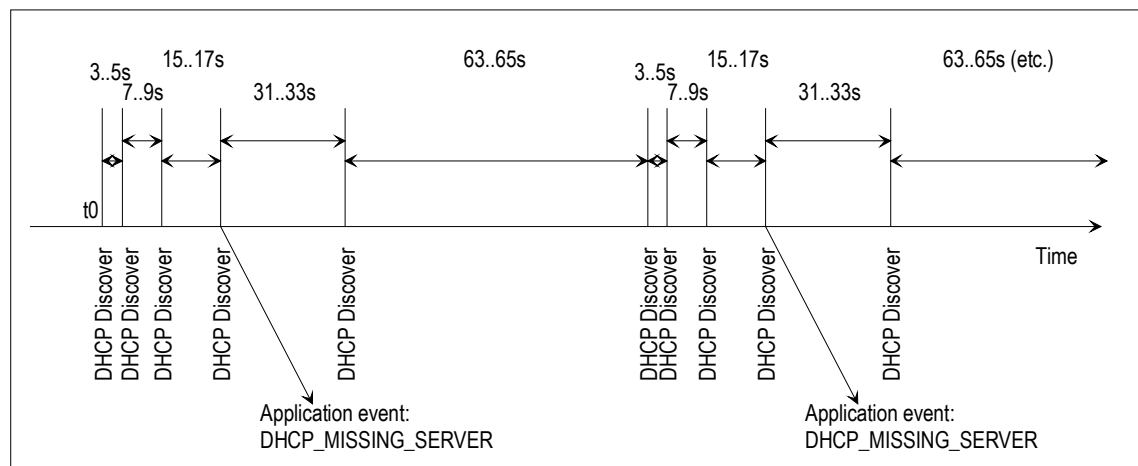 15..17s
63..65s
15..17s
63..65s (etc.)
3..5s
3..5s
7..9s
31..33s
7..9s
31..33s
t0
Time
DHCP Discover
DHCP Discover
DHCP Discover
DHCP Discover
DHCP Discover
DHCP Discover
DHCP Discover
DHCP Discover
DHCP Discover
DHCP Discover
Application event:
DHCP_MISSING_SERVER
Application event:
DHCP_MISSING_SERVER